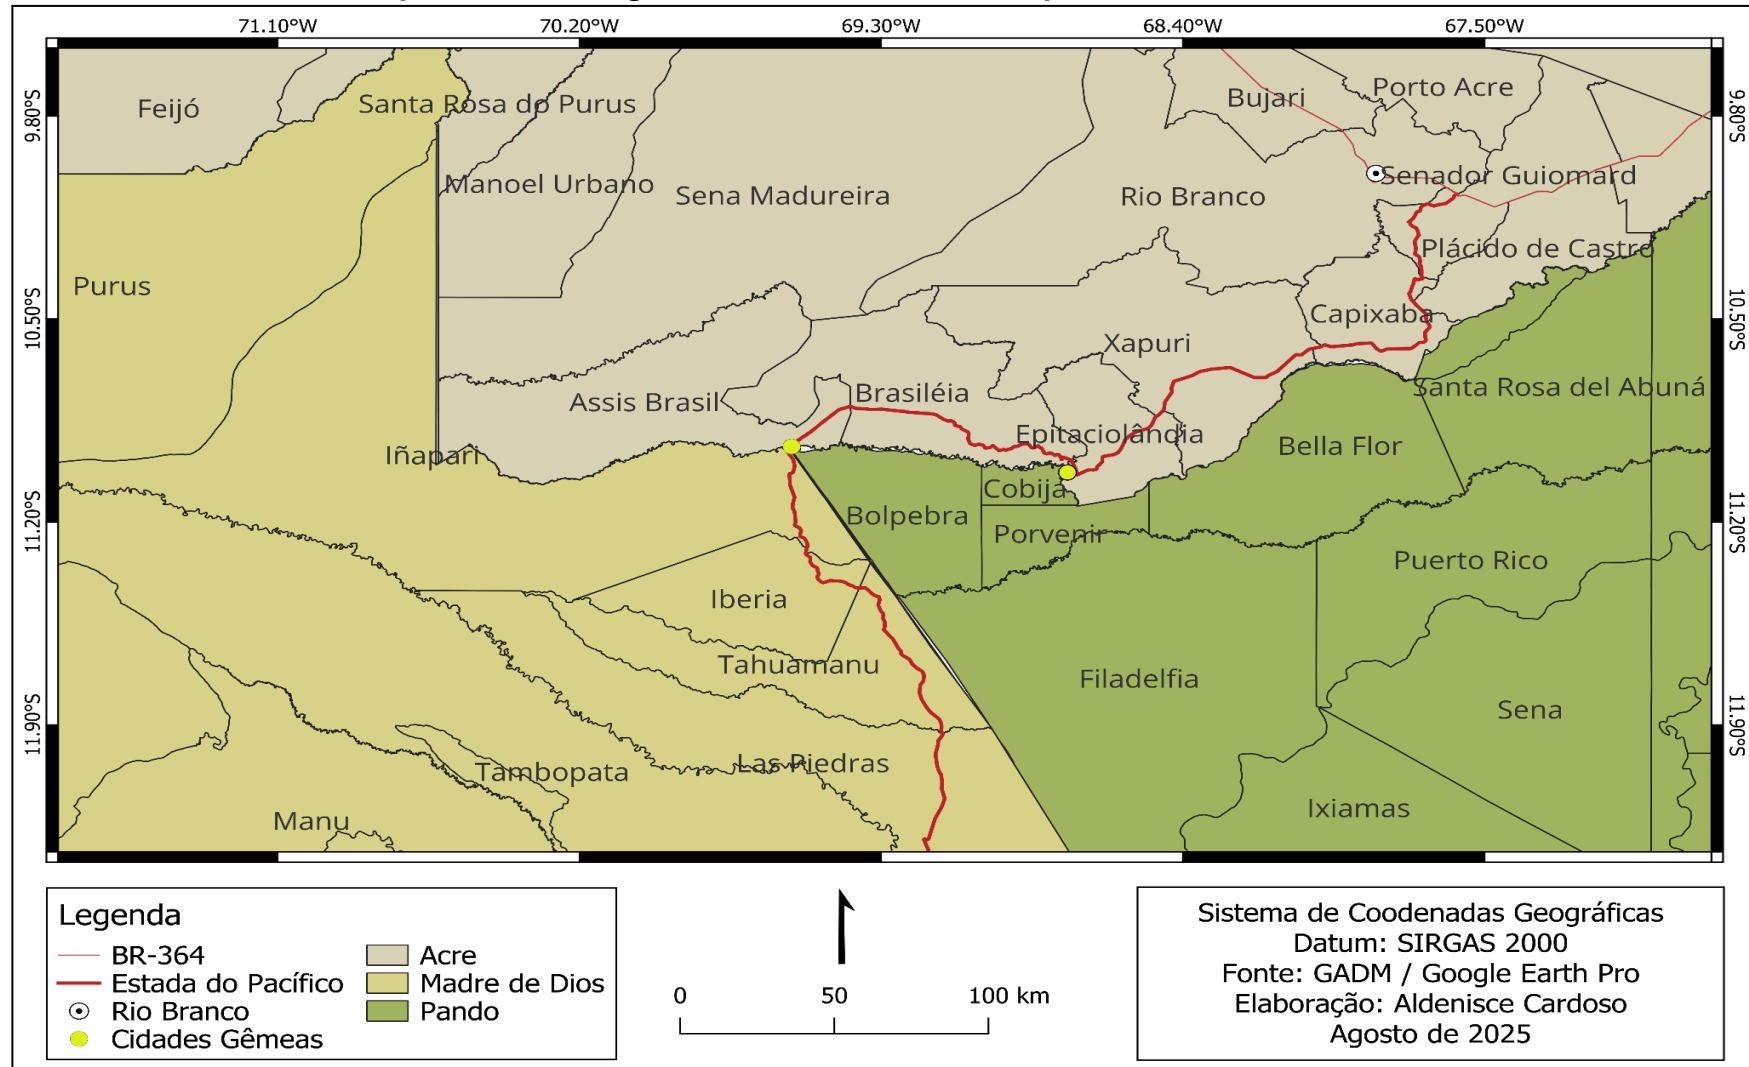 71.10°W
70.20°W
69.30°W
68.40°W
67.50°W
9.80°S
10.50°S
11.20°S
11.90°S
9.80°S
10.50°S
11.20°S
11.90°S
Feijó
Santa Rosa do Purus
Bujari
Porto Acre
Manoel Urbano
Sena Madureira
Rio Branco
Senador Guiomard
Plácido de Castro
Purus
Capixaba
Xapuri
Assis Brasil
Brasiléia
Santa Rosa del Abuná
Iñapari
Epitaciolândia
Bella Flor
Cobija
Bolpebra
Porvenir
Puerto Rico
Iberia
Tahuamanu
Filadelfia
Sena
Tambopata
Las Piedras
Manu
Ixiamas
Legenda
BR-364
Estada do Pacífico
Rio Branco
Cidades Gêmeas
Acre
Madre de Dios
Pando
0 50 100 km
Sistema de Coodenadas Geográficas
Datum: SIRGAS 2000
Fonte: GADM / Google Earth Pro
Elaboração: Aldenisce Cardoso
Agosto de 2025